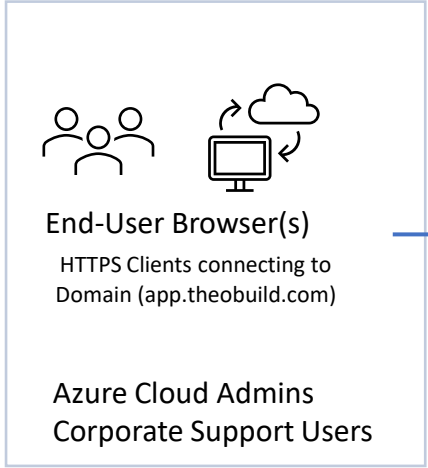 End-User Browser(s)
HTTPS Clients connecting to
Domain (app.theobuild.com)
Azure Cloud Admins
Corporate Support Users